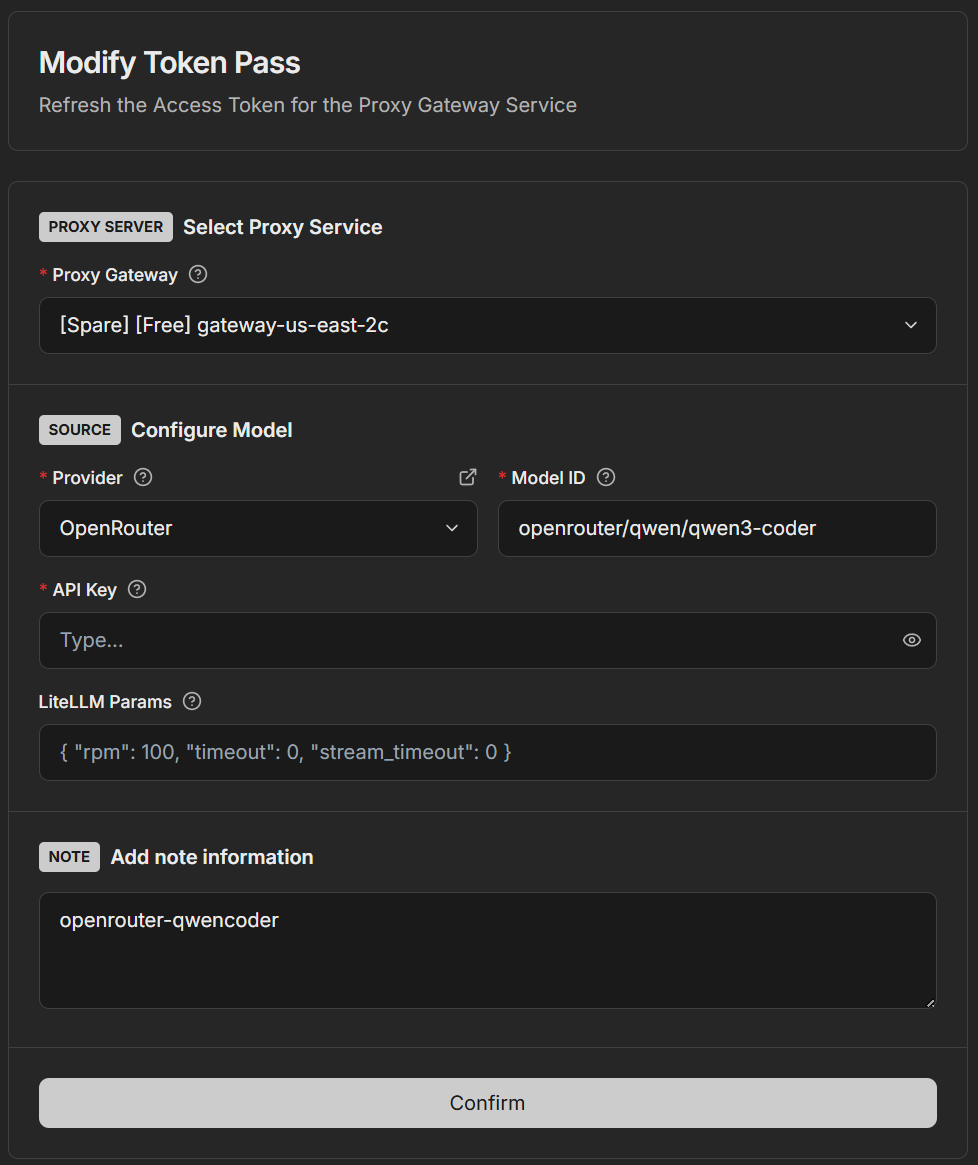 Modify Token Pass
Refresh the Access Token for the Proxy Gateway Service
PROXY SERVER Select Proxy Service
* Proxy Gateway
[Spare] [Free] gateway-us-east-2c
SOURCE Configure Model
* Provider
* Model ID
OpenRouter
openrouter/qwen/qwen3-coder
* API Key
Type...
LiteLLM Params
{ "rpm": 100, "timeout": 0, "stream_timeout": 0 }
NOTE Add note information
openrouter-qwencoder
Confirm